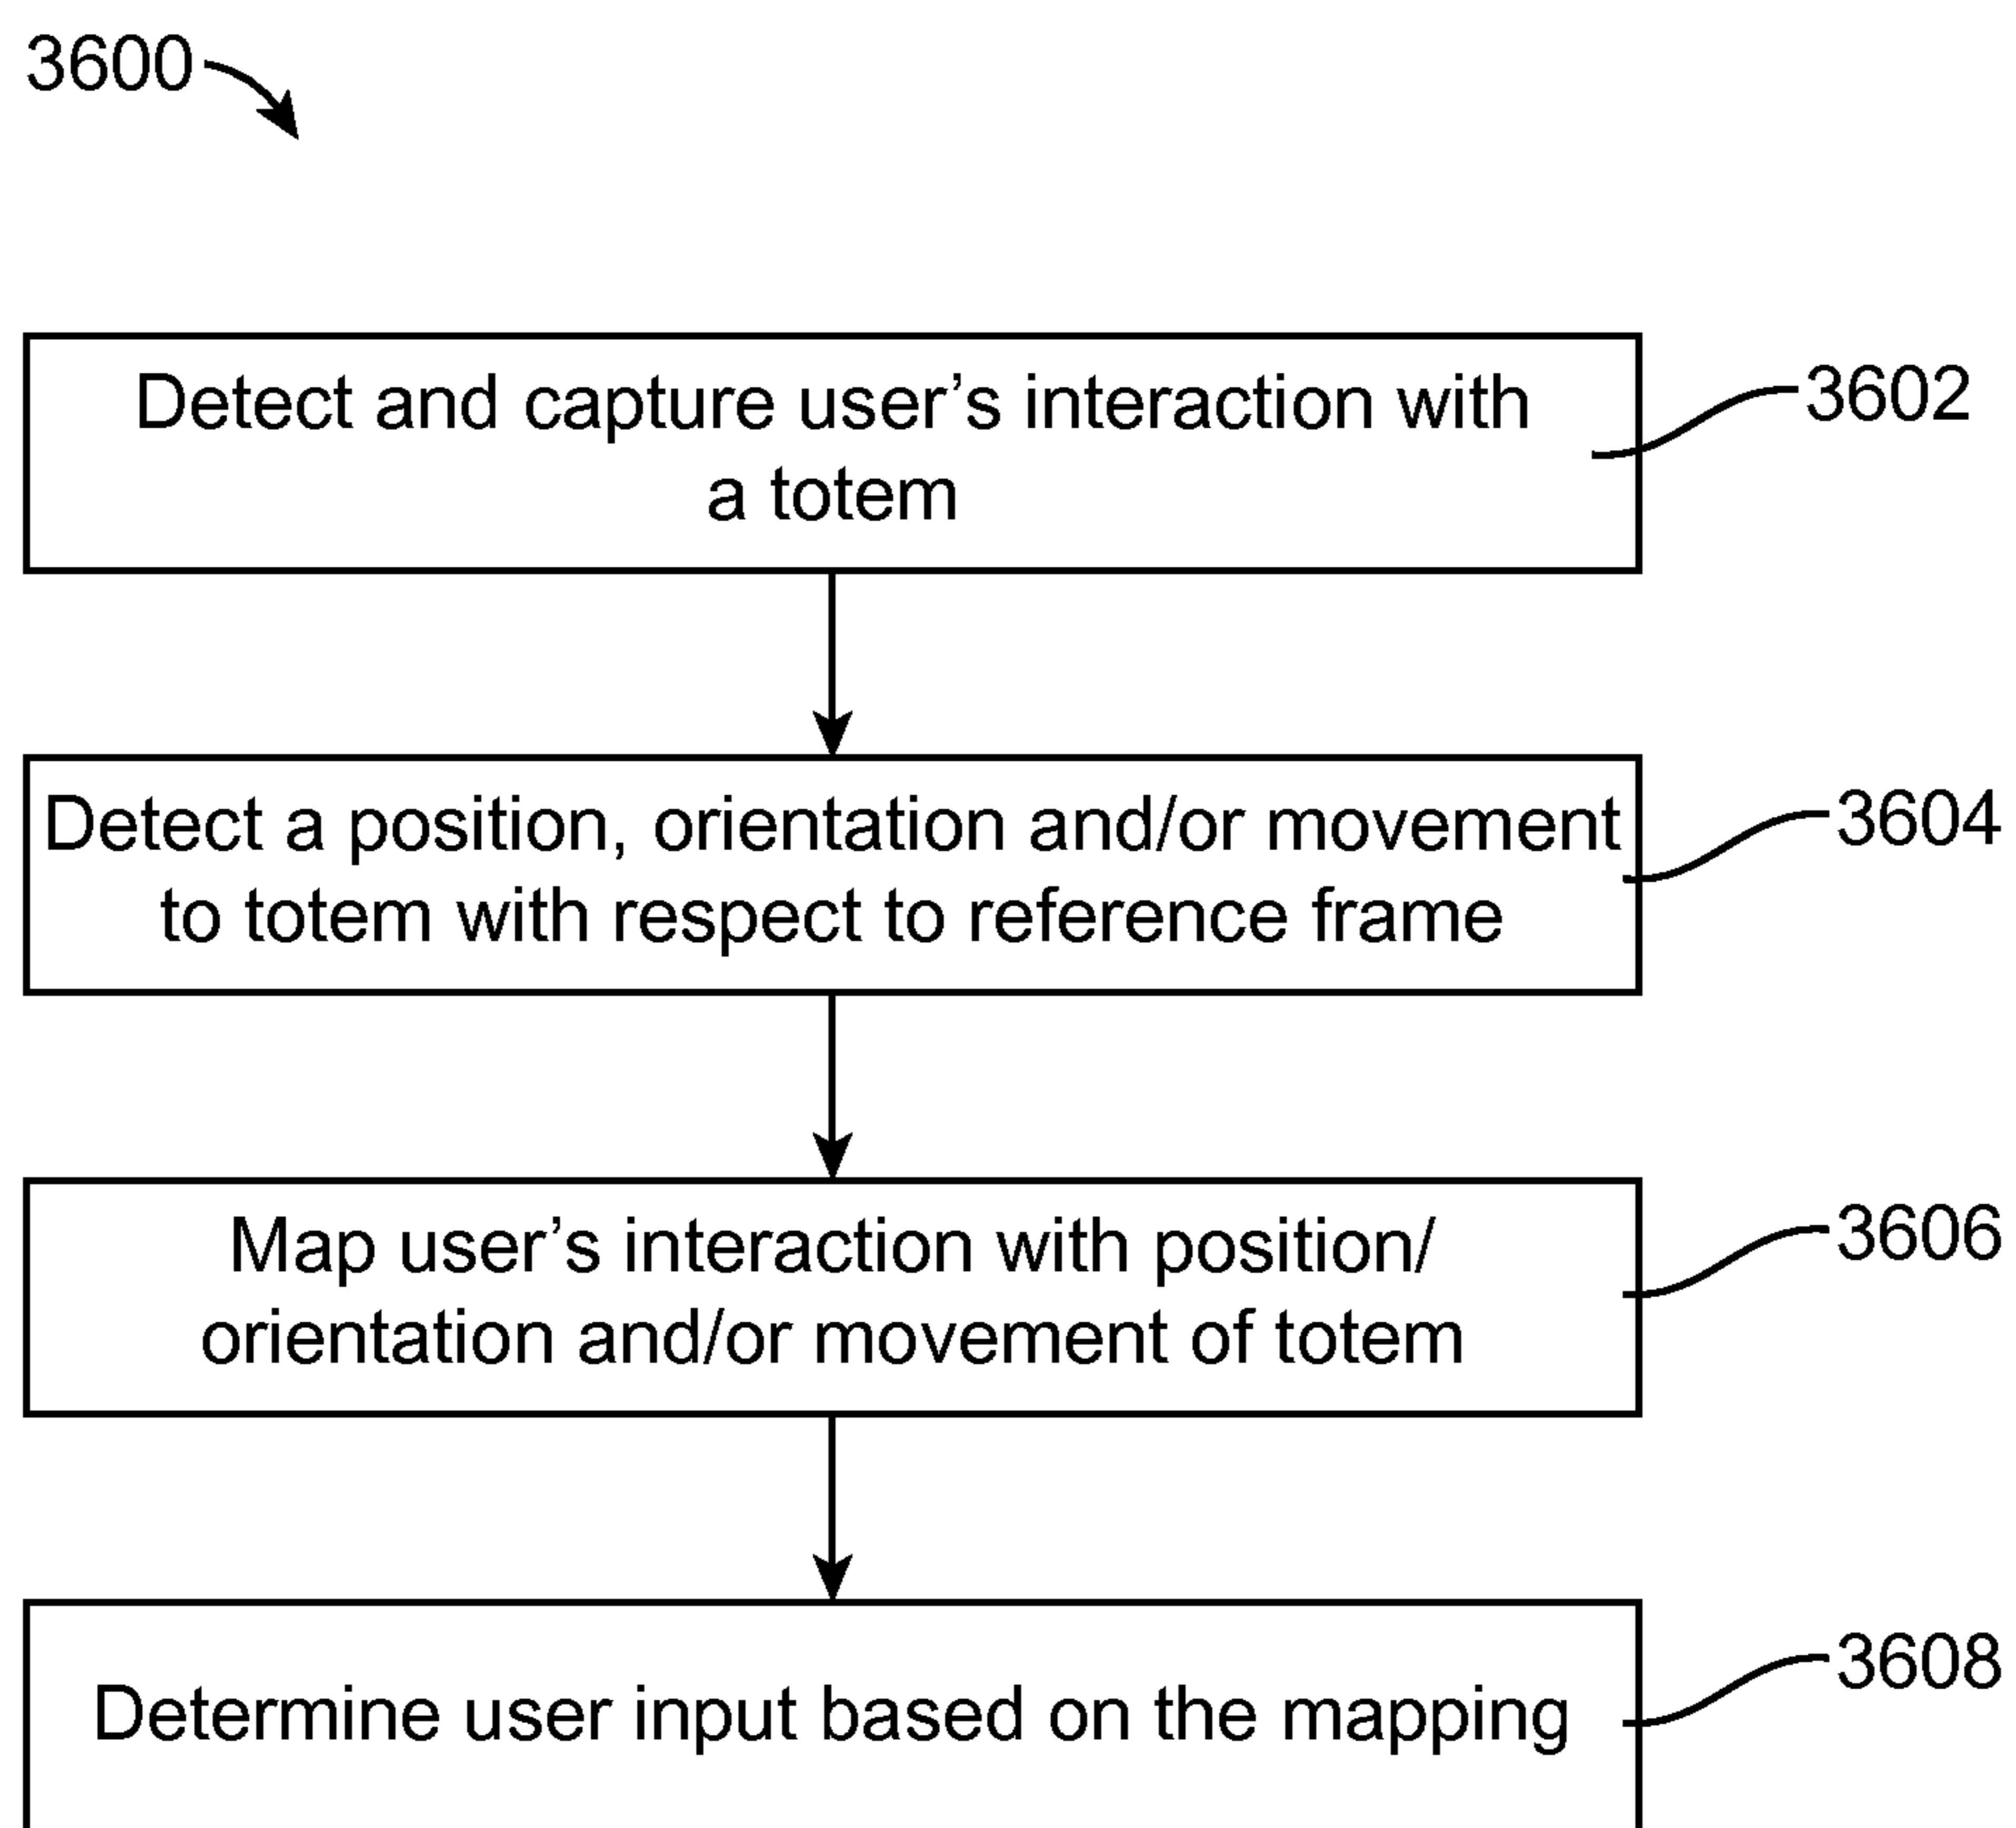 3600
Detect and capture user’s interaction with
a totem
3602
Detect a position, orientation and/or movement
to totem with respect to reference frame
3604
Map user’s interaction with position/
orientation and/or movement of totem
3606
Determine user input based on the mapping
3608